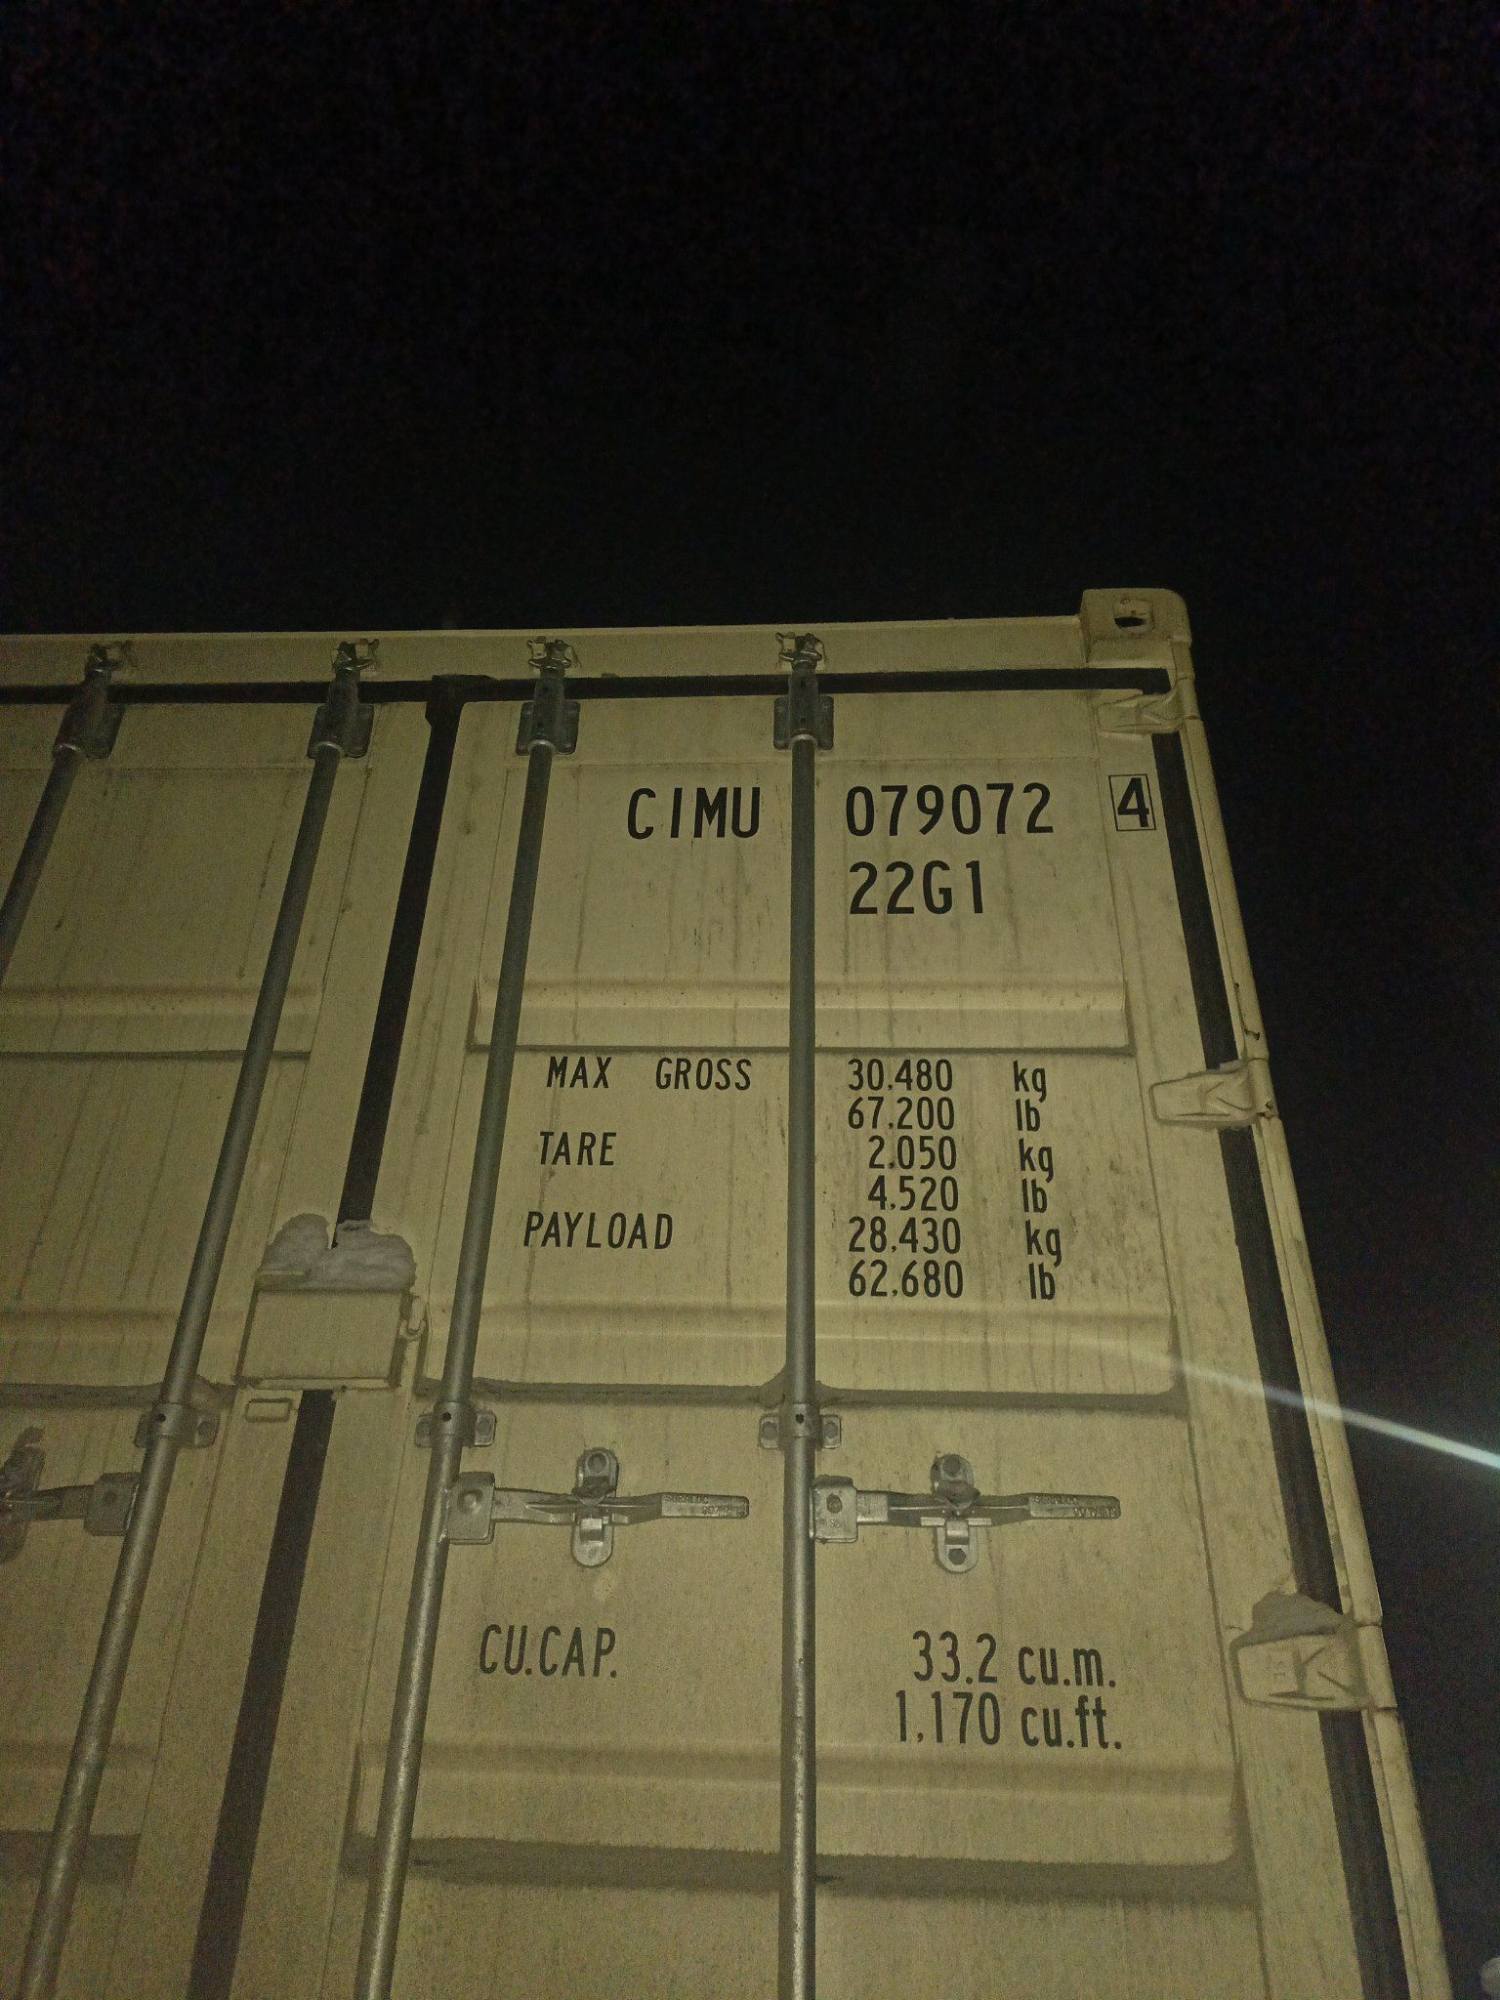 CIMU 079072 4
22G1
MAX GROSS 30.480 kg
67.200 lb
TARE 2.050 kg
4.520 lb
PAYLOAD 28.430 kg
62.680 lb
CU.CAP. 33.2 cu.m.
1,170 cu.ft.